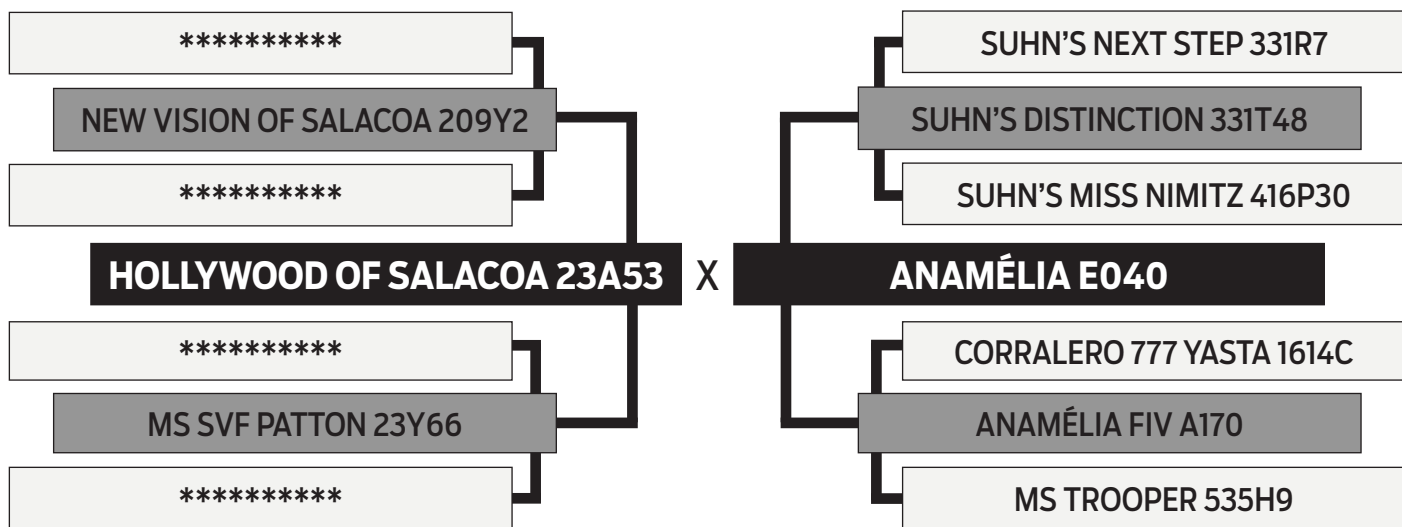 **********
NEW VISION OF SALACOA 209Y2
**********
HOLLYWOOD OF SALACOA 23A53
**********
MS SVF PATTON 23Y66
**********
X
SUHN'S NEXT STEP 331R7
SUHN'S DISTINCTION 331T48
SUHN'S MISS NIMITZ 416P30
ANAMÉLIA E040
CORRALERO 777 YASTA 1614C
ANAMÉLIA FIV A170
MS TROOPER 535H9